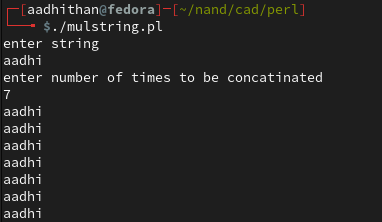 ┌─[aadhithan@fedora]─[~/nand/cad/perl]
└──╼ $./mulstring.pl
enter string
aadhi
enter number of times to be concatinated
7
aadhi
aadhi
aadhi
aadhi
aadhi
aadhi
aadhi